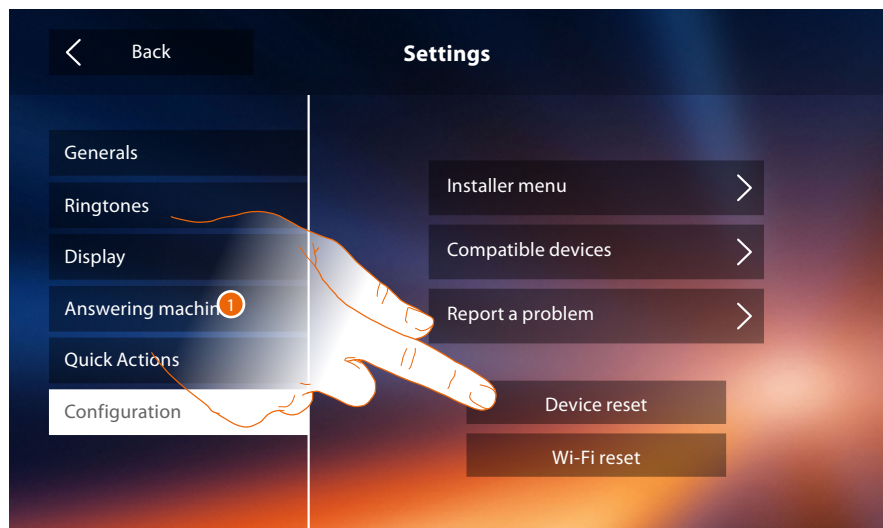 Back
Settings
Generals
Ringtones
Display
Answering machin
1
Quick Actions
Configuration
Installer menu
Compatible devices
Report a problem
Device reset
Wi-Fi reset